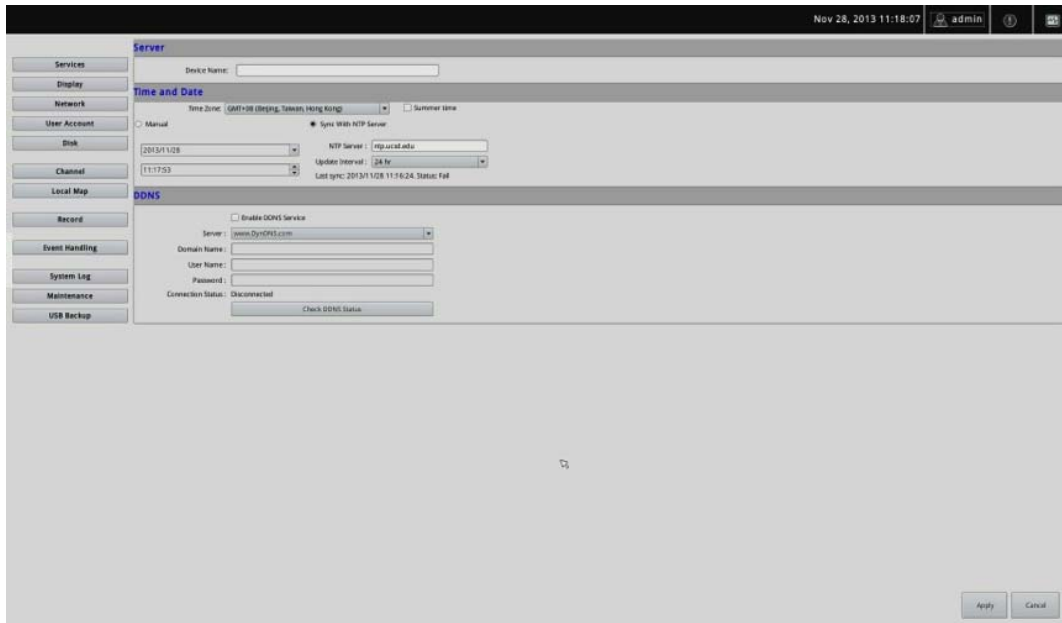 Nov 28, 2013 11:18:07 admin
Server
Services
Display
Network
User Account
Disk
Channel
Local Map
Record
Event Handling
System Log
Maintenance
USB Backup
Device Name:
Time and Date
Time Zone: GMT+08 (Beijing, Taiwan, Hong Kong) Summer time
Manual Sync With NTP Server
2013/11/28
11:17:53
NTP Server : ntp.ucsd.edu
Update Interval : 24 hr
Last sync: 2013/11/28 11:16:24. Status: Fail
DDNS
Enable DDNS Service
Server : www.DynDNS.com
Domain Name :
User Name :
Password :
Connection Status : Disconnected
Check DDNS Status
Apply Cancel